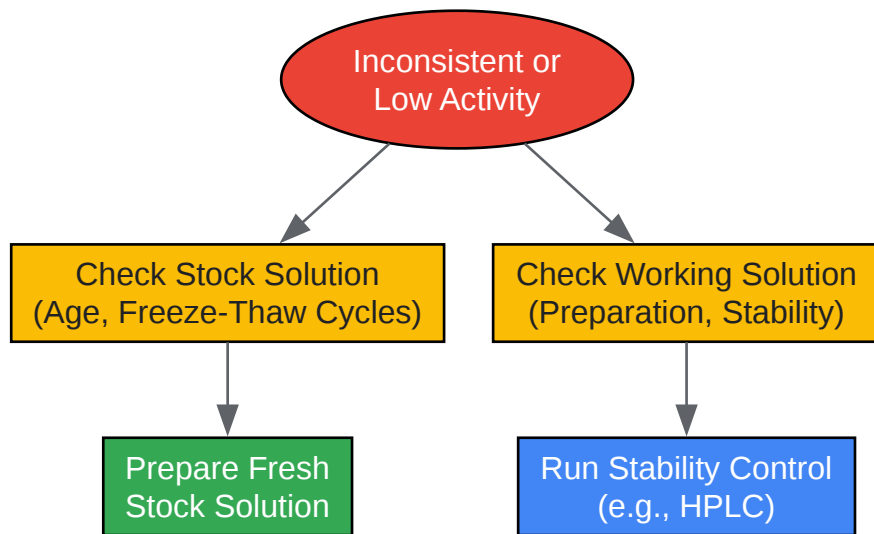 Inconsistent or
Low Activity
Check Stock Solution
(Age, Freeze-Thaw Cycles)
Check Working Solution
(Preparation, Stability)
Prepare Fresh
Stock Solution
Run Stability Control
(e.g., HPLC)